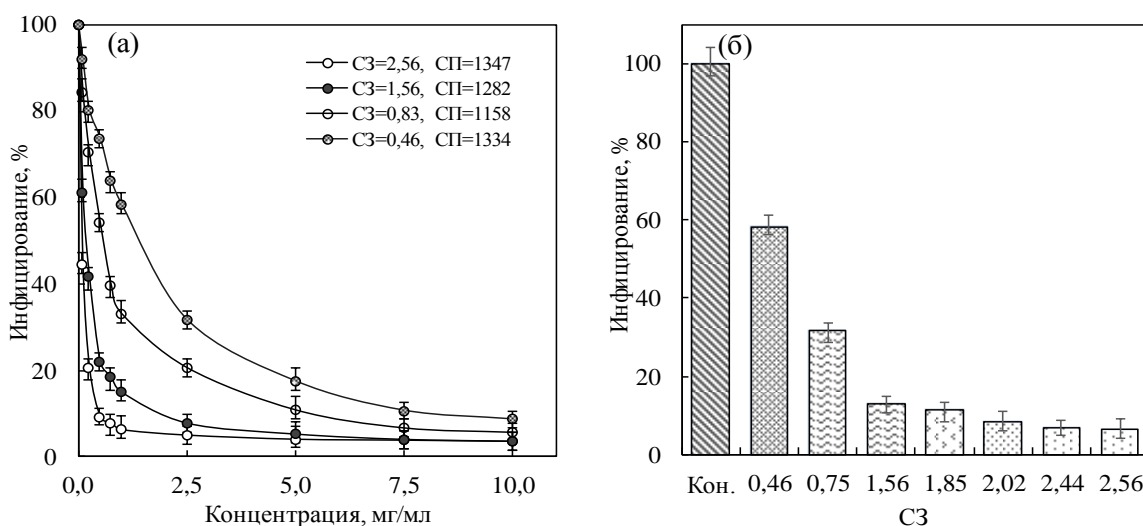 (а)
100
80
60
40
20
0
Инфицирование, %
0,0 2,5 5,0 7,5 10,0
Концентрация, мг/мл
СЗ=2,56, СП=1347
СЗ=1,56, СП=1282
СЗ=0,83, СП=1158
СЗ=0,46, СП=1334
(б)
100
80
60
40
20
0
Инфицирование, %
Кон. 0,46 0,75 1,56 1,85 2,02 2,44 2,56
СЗ